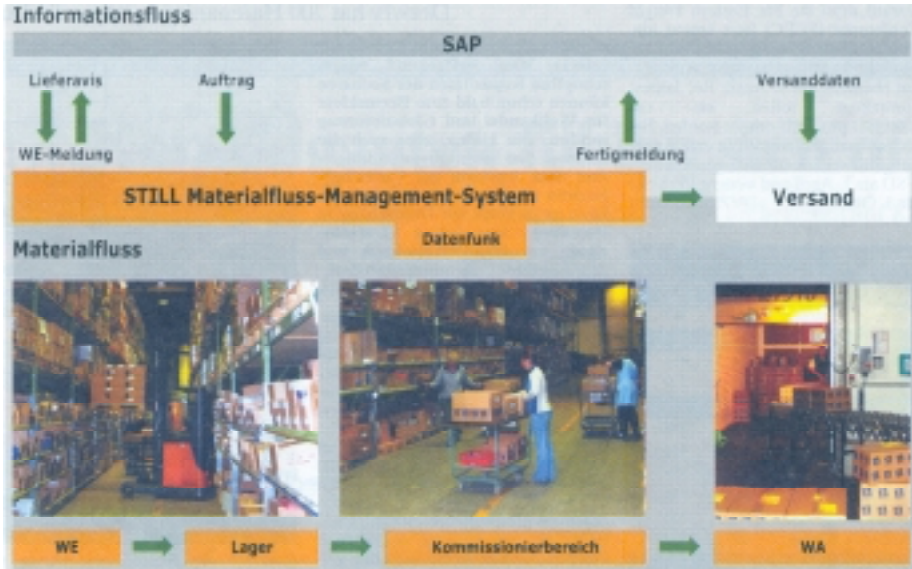 Informationsfluss
SAP
Lieferavis Auftrag Versanddaten
WE-Meldung Fertigmeldung
STILL Materialfluss-Management-System Versand
Datenfunk
Materialfluss
WE Lager Kommissionierbereich WA